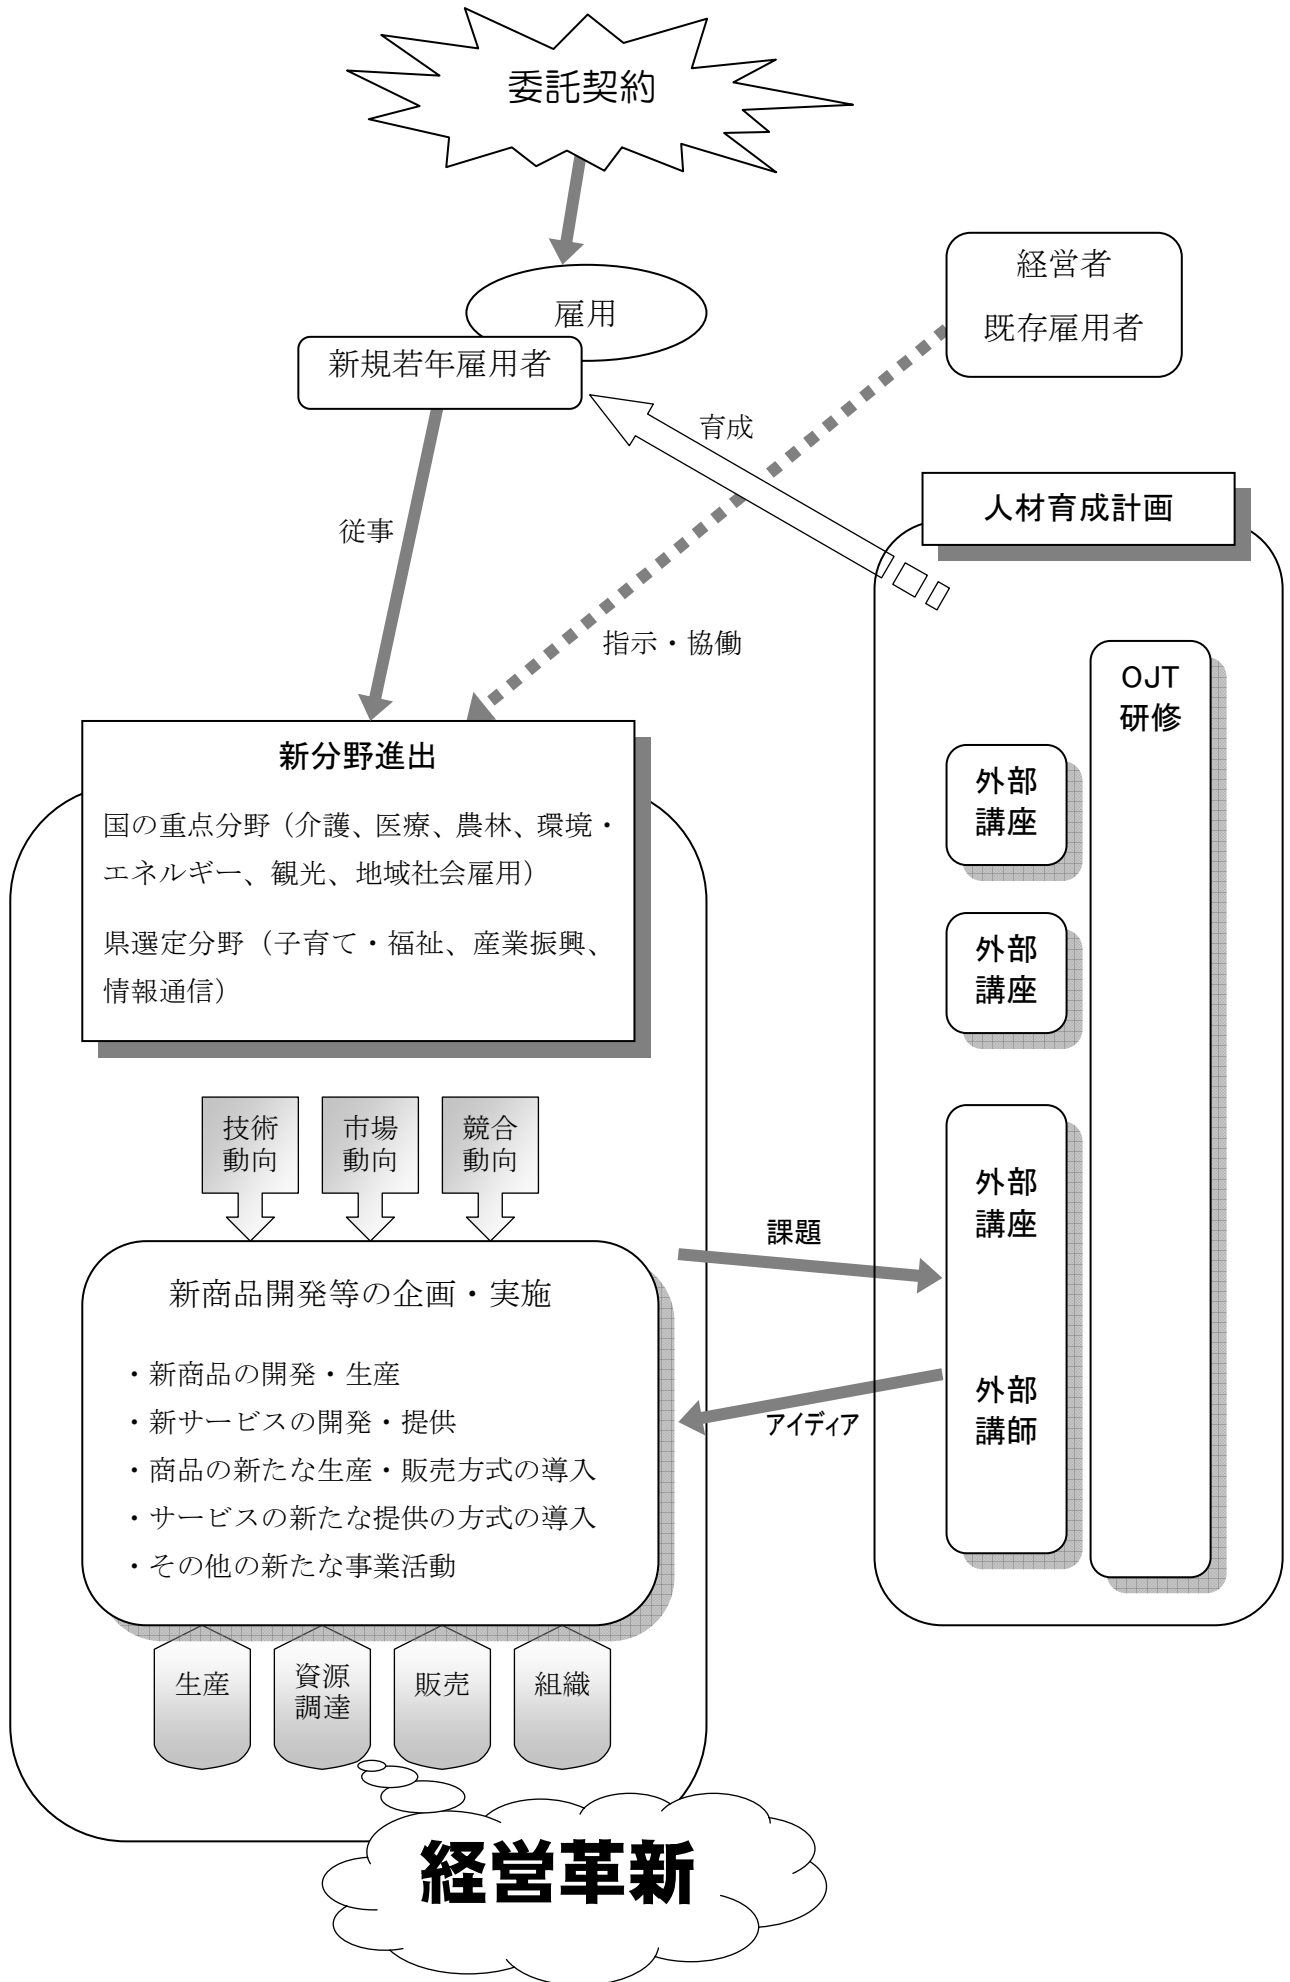 委託契約
雇用
新規若年雇用者
経営者
既存雇用者
育成
人材育成計画
従事
指示・協働
新分野進出
国の重点分野（介護、医療、農林、環境・
エネルギー、観光、地域社会雇用）
県選定分野（子育て・福祉、産業振興、
情報通信）
OJT
研修
外部
講座
外部
講座
外部
講座
外部
講師
技術
動向
市場
動向
競合
動向
課題
アイディア
新商品開発等の企画・実施
・新商品の開発・生産
・新サービスの開発・提供
・商品の新たな生産・販売方式の導入
・サービスの新たな提供の方式の導入
・その他の新たな事業活動
生産
資源
調達
販売
組織
経営革新